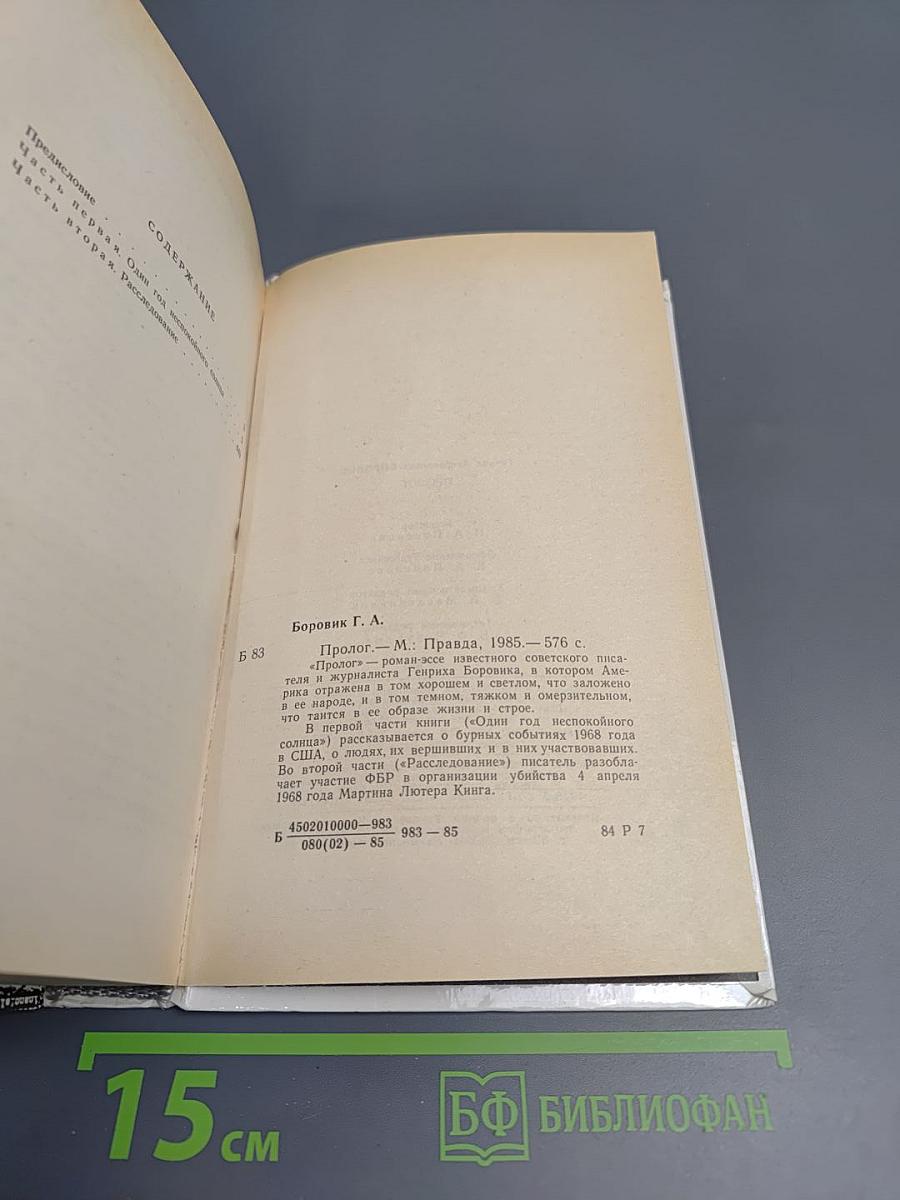 СОДЕРЖАНИЕ
Предисловие . . . . .
Часть первая. Один год неспокойного солнца . .
Часть вторая. Расследование . . . . .
Боровик Г. А.
Б 83
Пролог.— М.: Правда, 1985.— 576 с.
«Пролог» — роман-эссе известного советского писа-
теля и журналиста Генриха Боровика, в котором Аме-
рика отражена в том хорошем и светлом, что заложено
в ее народе, и в том темном, тяжком и омерзительном,
что таится в ее образе жизни и строе.
В первой части книги («Один год неспокойного
солнца») рассказывается о бурных событиях 1968 года
в США, о людях, их вершивших и в них участвовавших.
Во второй части («Расследование») писатель разобла-
чает участие ФБР в организации убийства 4 апреля
1968 года Мартина Лютера Кинга.
Б 4502010000—983
080(02) — 85
983 — 85
84 Р 7
15 см
БФ БИБЛИОФАН